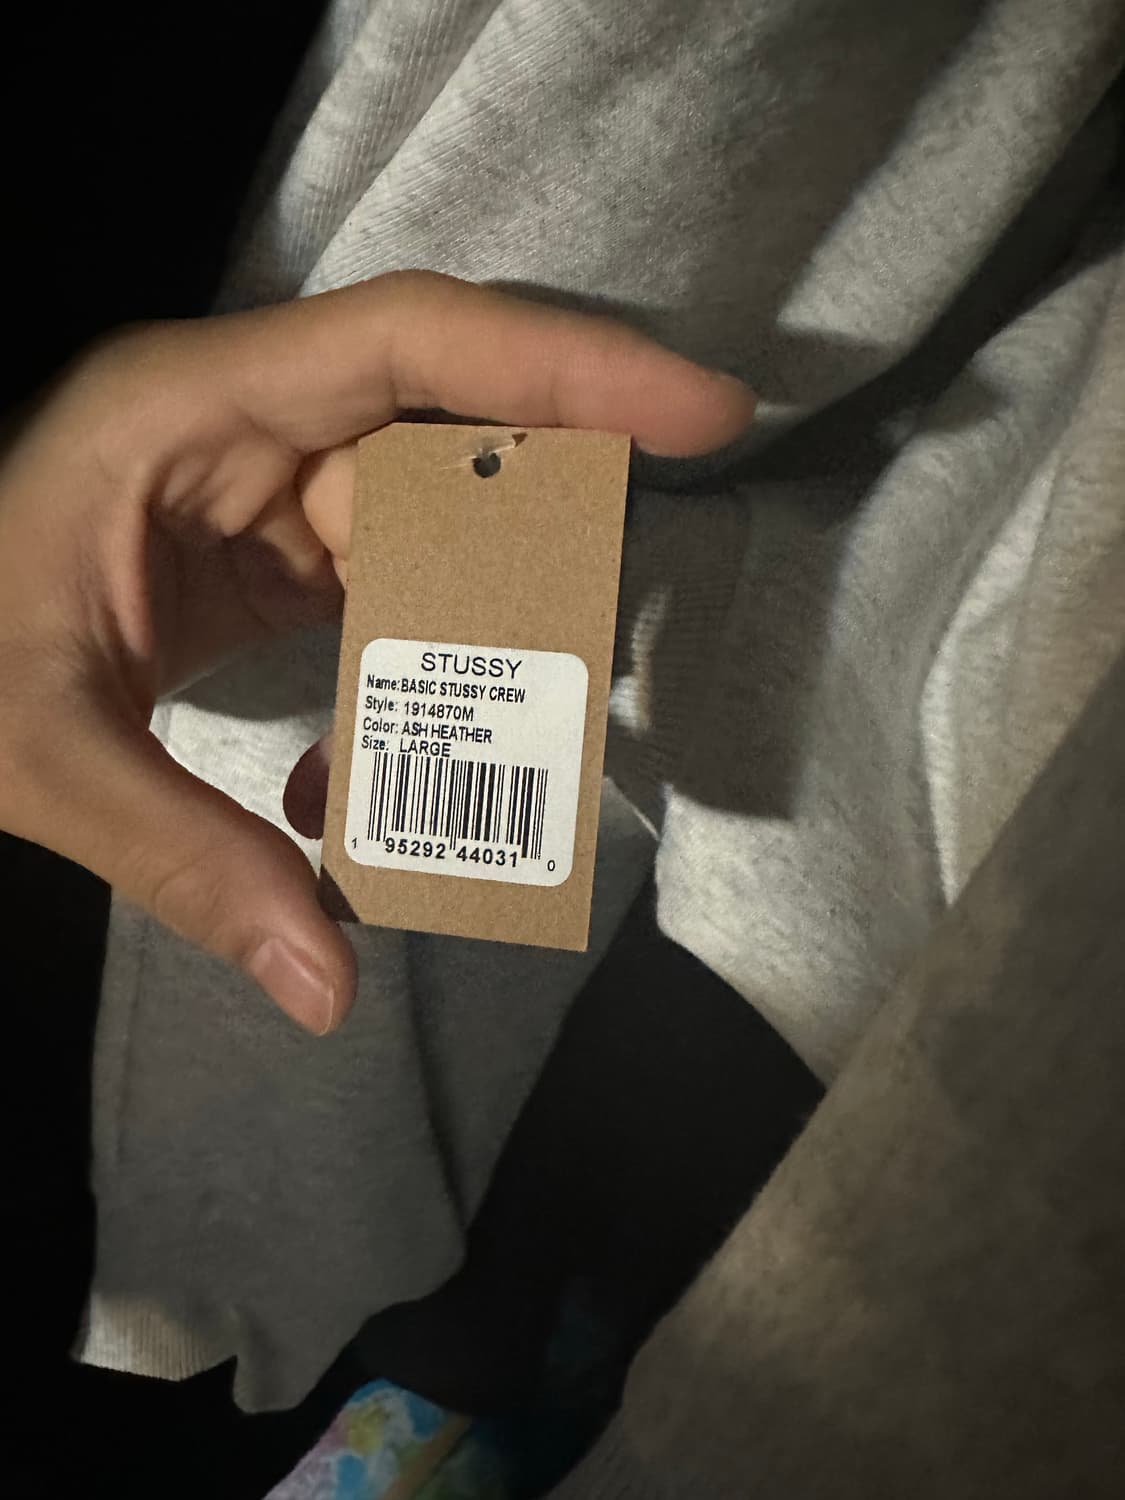 STUSSY
Name:BASIC STUSSY CREW
Style: 1914870M
Color: ASH HEATHER
Size: LARGE
1 95292 44031 0